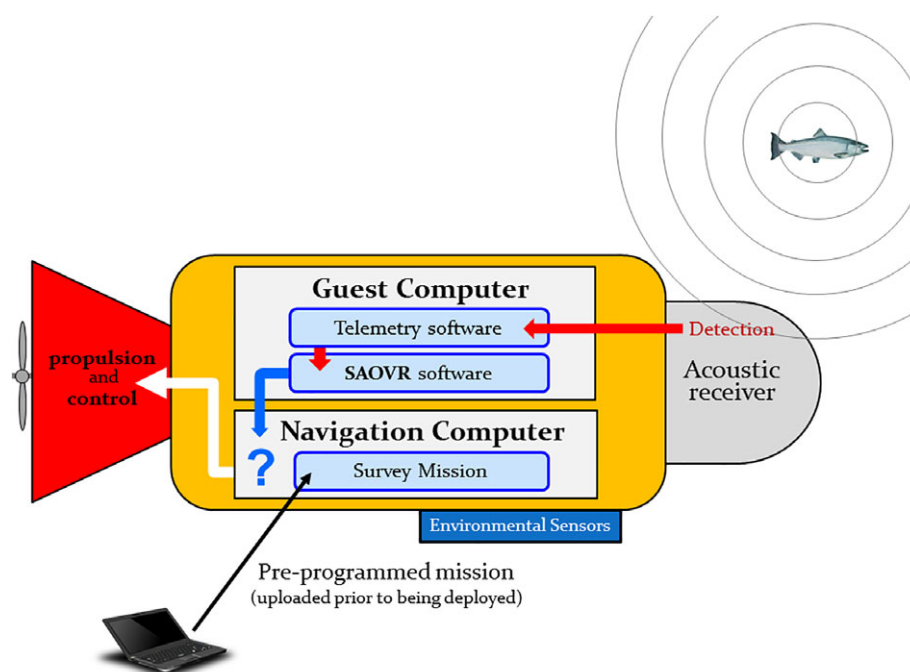 Guest Computer
Telemetry software
Detection
SAOVR software
propulsion
and
control
Acoustic
receiver
Navigation Computer
?
Survey Mission
Environmental Sensors
Pre-programmed mission
(uploaded prior to being deployed)